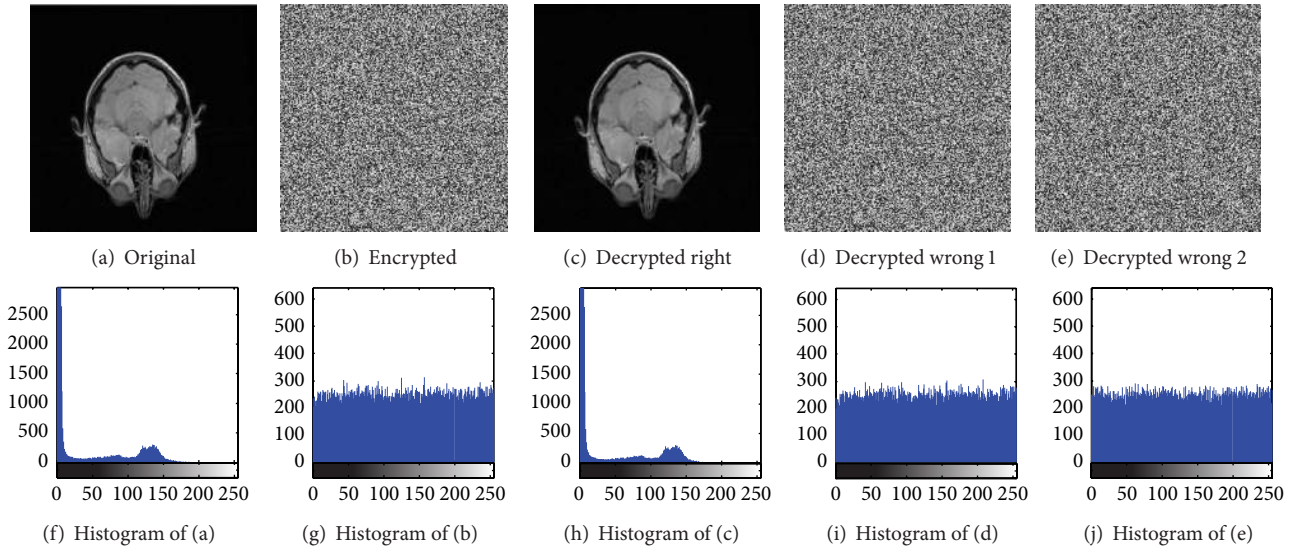 (a) Original
(b) Encrypted
(c) Decrypted right
(d) Decrypted wrong 1
(e) Decrypted wrong 2
2500
2000
1500
1000
500
0
0 50 100 150 200 250
(f) Histogram of (a)
600
500
400
300
200
100
0
0 50 100 150 200 250
(g) Histogram of (b)
2500
2000
1500
1000
500
0
0 50 100 150 200 250
(h) Histogram of (c)
600
500
400
300
200
100
0
0 50 100 150 200 250
(i) Histogram of (d)
600
500
400
300
200
100
0
0 50 100 150 200 250
(j) Histogram of (e)